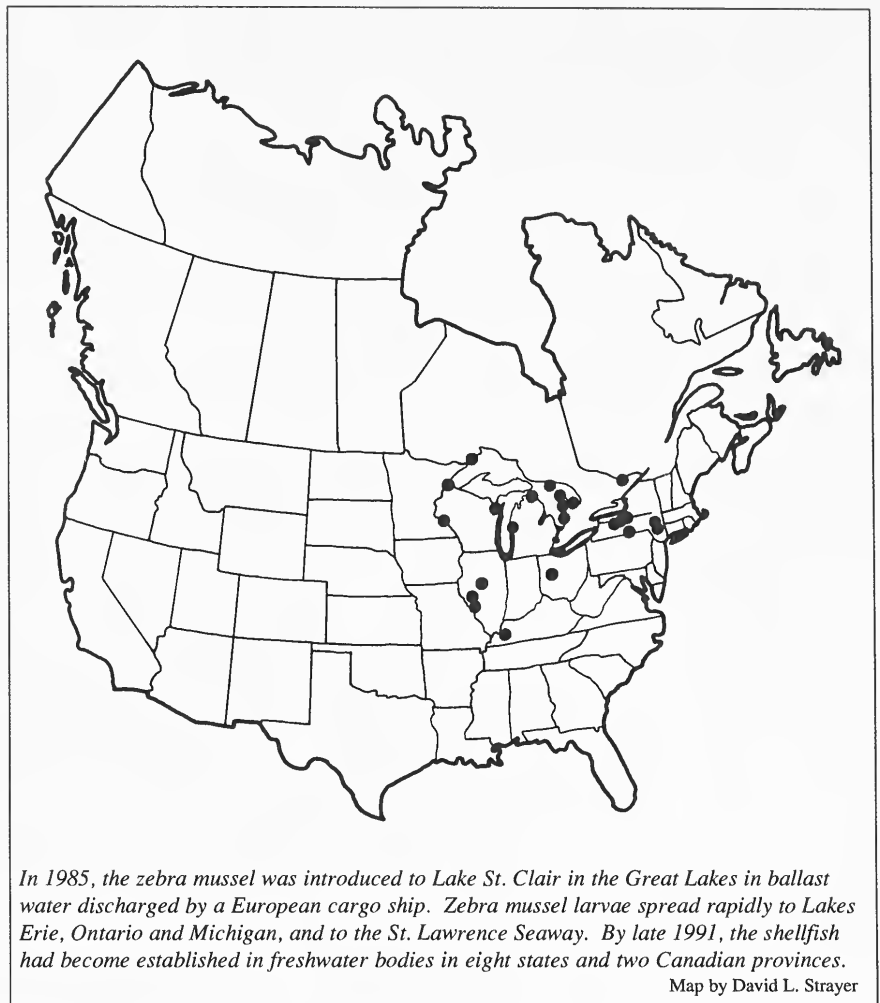 In 1985, the zebra mussel was introduced to Lake St. Clair in the Great Lakes in ballast
water discharged by a European cargo ship. Zebra mussel larvae spread rapidly to Lakes
Erie, Ontario and Michigan, and to the St. Lawrence Seaway. By late 1991, the shellfish
had become established in freshwater bodies in eight states and two Canadian provinces.
Map by David L. Strayer